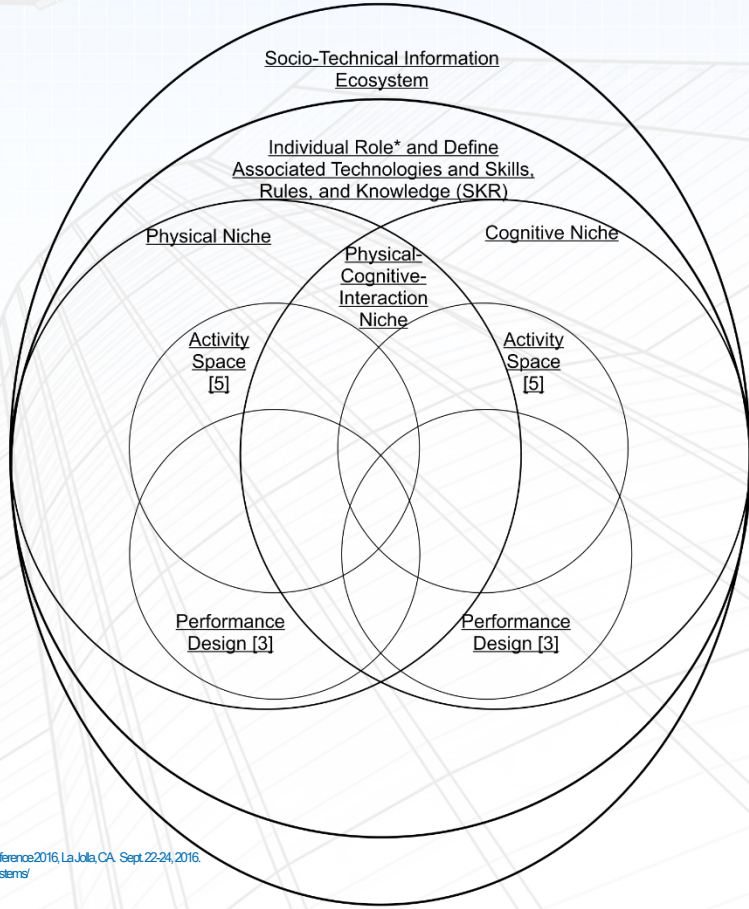 Socio-Technical Information
Ecosystem
Individual Role* and Define
Associated Technologies and Skills,
Rules, and Knowledge (SKR)
Physical Niche
Cognitive Niche
Physical-
Cognitive-
Interaction
Niche
Activity
Space
[5]
Activity
Space
[5]
Performance
Design [3]
Performance
Design [3]
ference2016, La Jolla, CA. Sept. 22-24, 2016.
stems/